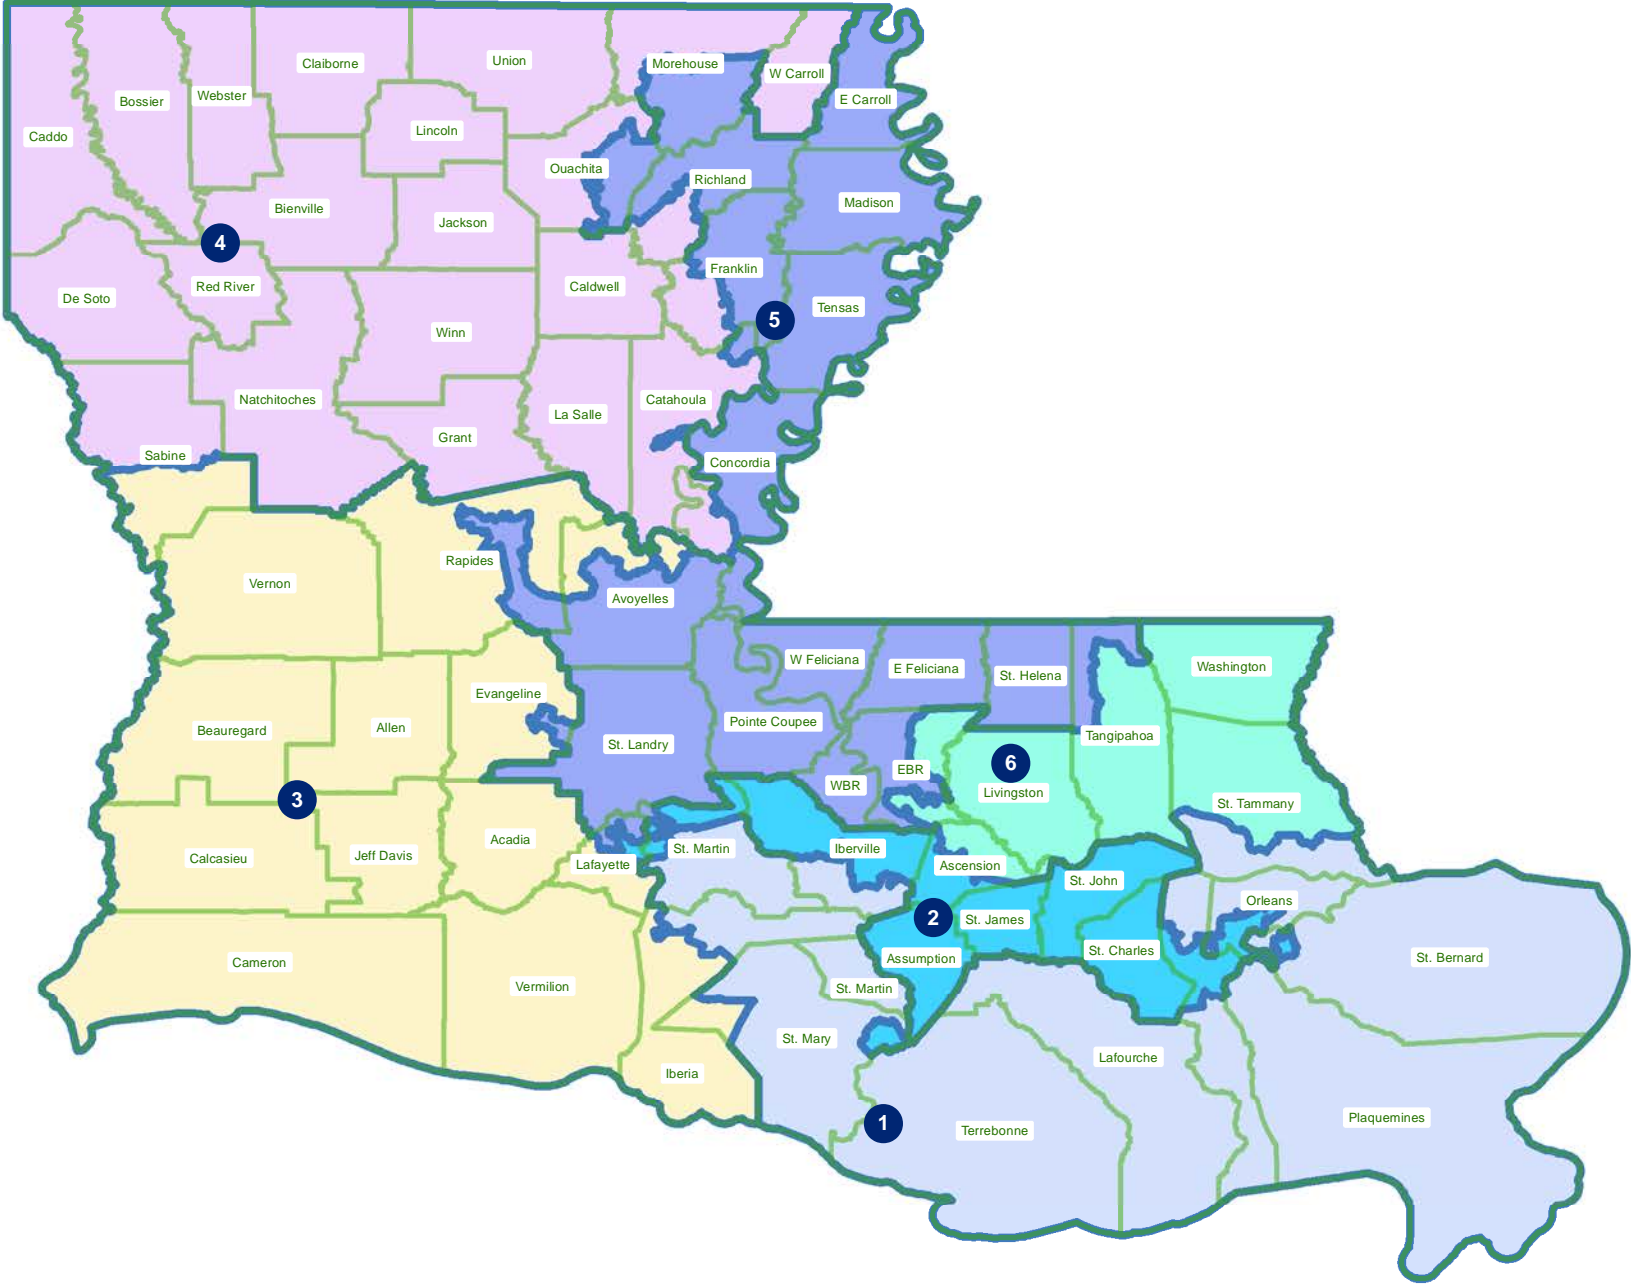 Union
Claiborne
Morehouse
W Carroll
Webster
Bossier
E Carroll
Lincoln
Caddo
Ouachita
Richland
Madison
Bienville
Jackson
4
Franklin
Red River
Caldwell
De Soto
Tensas
5
Winn
Natchitoches
Catahoula
La Salle
Grant
Sabine
Concordia
Rapides
Vernon
Avoyelles
W Feliciana
E Feliciana
Washington
St. Helena
Evangeline
Pointe Coupee
Allen
Beauregard
Tangipahoa
St. Landry
6
EBR
WBR
Livingston
3
St. Tammany
Acadia
Iberville
St. Martin
Jeff Davis
Calcasieu
Lafayette
Ascension
St. John
Orleans
2
St. James
St. Charles
Assumption
St. Bernard
Cameron
Vermilion
St. Martin
St. Mary
Lafourche
Iberia
Plaquemines
1
Terrebonne